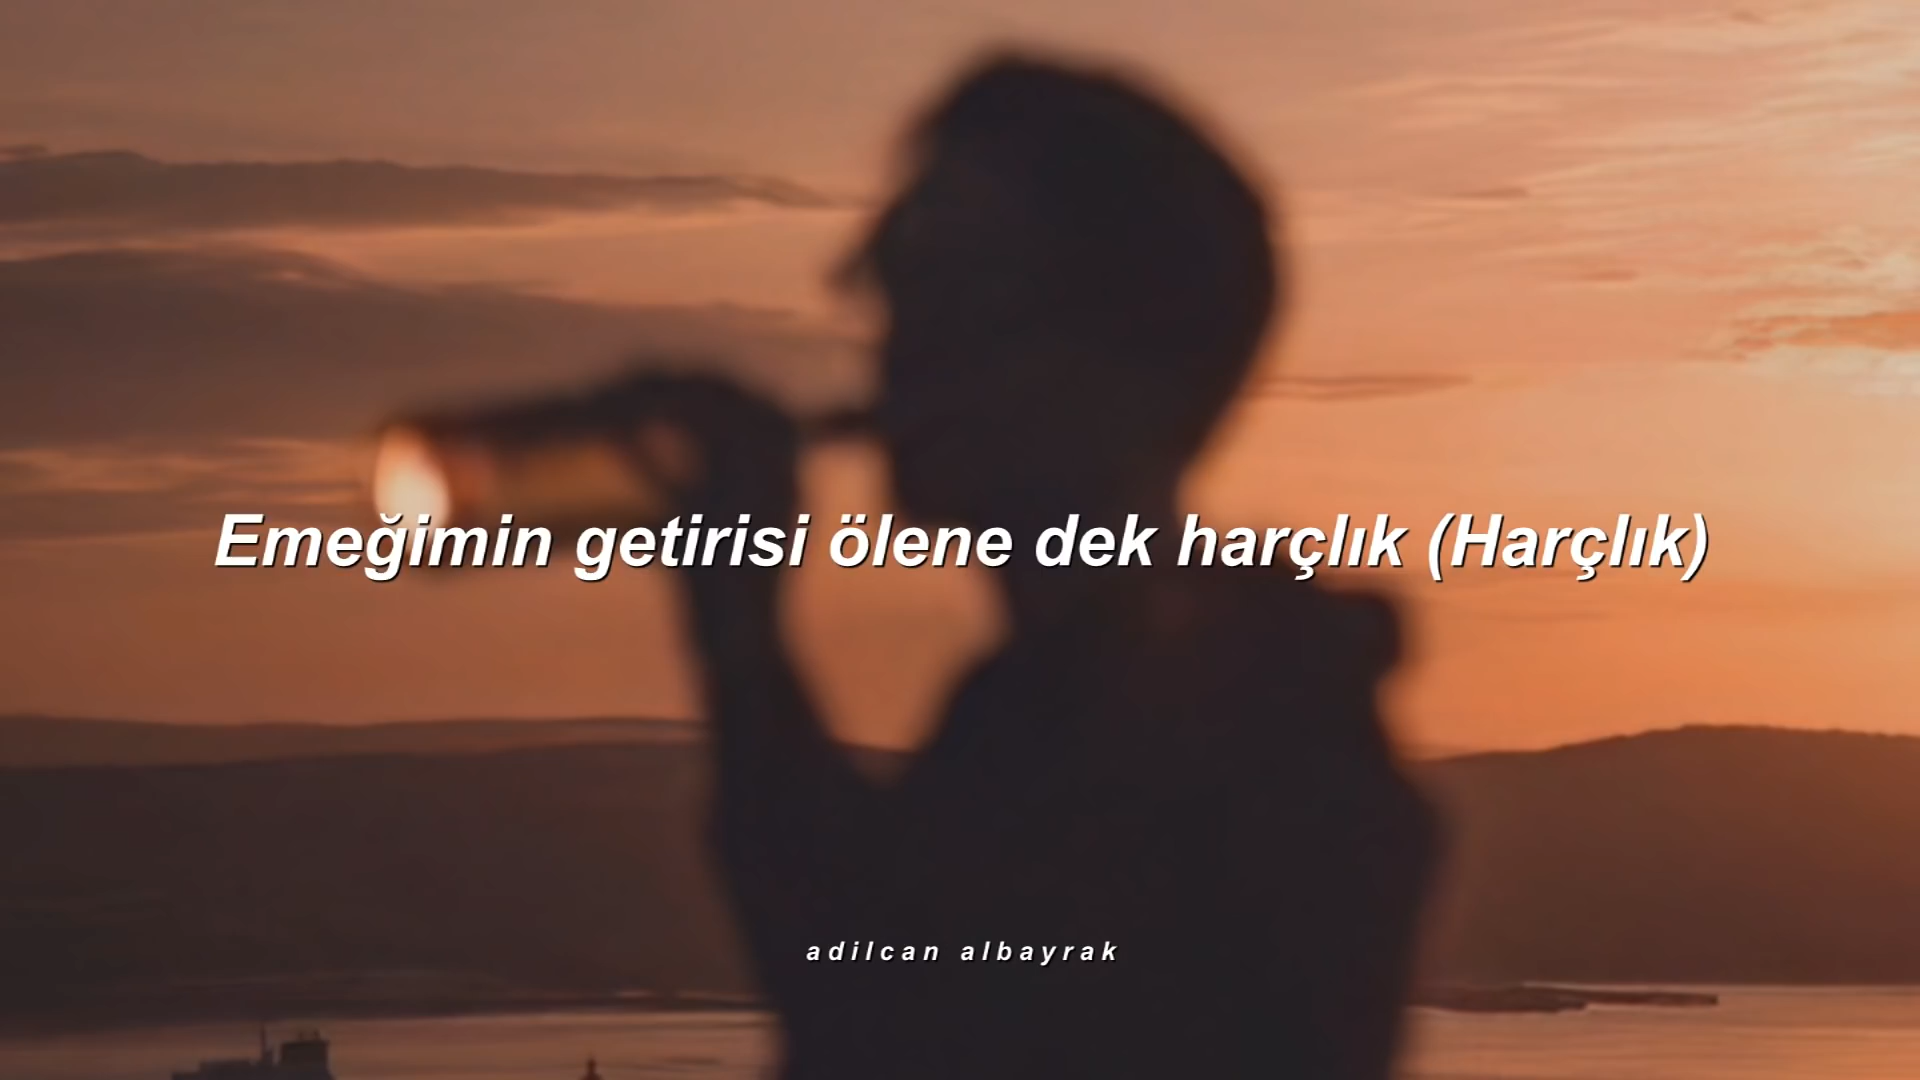 Emeğimin getirisi ölene dek harçlık (Harçlık)
adilcan albayrak